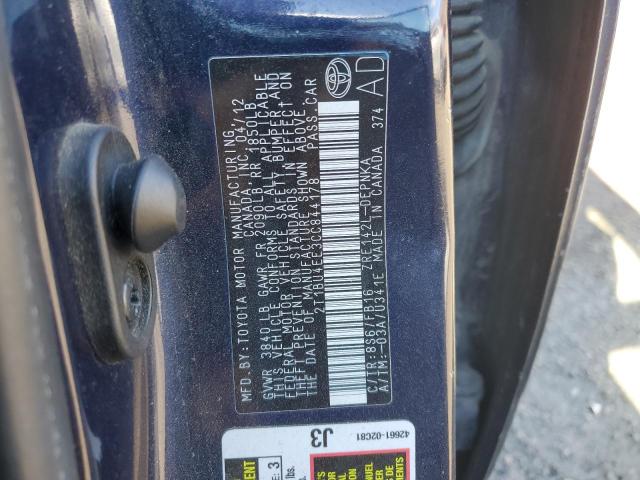 MFD.BY:TOYOTA MOTOR MANUFACTURING,
CANADA, INC. 04/12
GVWR 3840LB GAWR FR 2090LB RR 1850LB
THIS VEHICLE CONFORMS TO ALL APPLICABLE
FEDERAL MOTOR VEHICLE SAFETY BUMPER AND
THEFT PREVENTION STANDARDS IN EFFECT ON
THE DATE OF MANUFACTURE SHOWN ABOVE.
2T1BU4EE3CC844178 PASS.CAR
C/TR:8S6/FB16 ZRE142L-DEPNKA
A/TM:-03A/U341E MADE IN CANADA 374
AD
42661-02C81
J3
3
lbs.